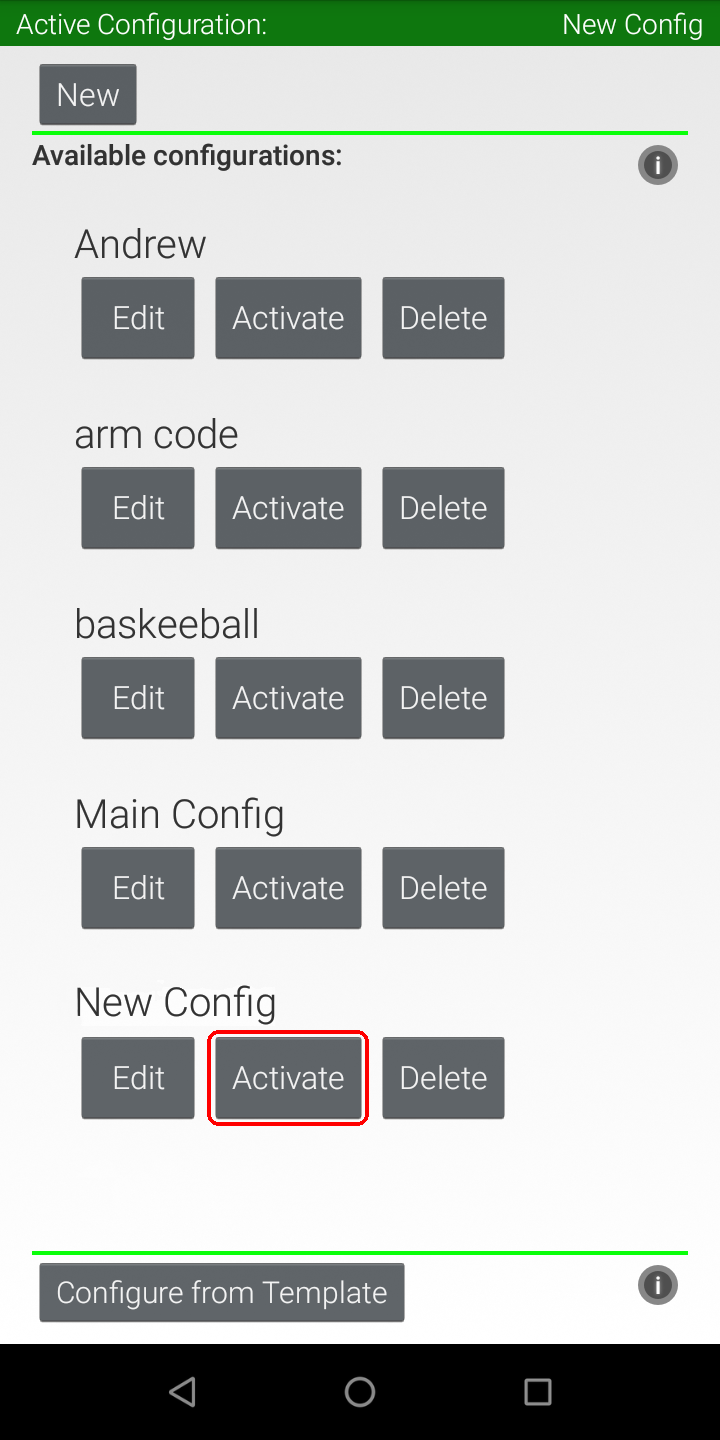 Active Configuration: New Config
New
Available configurations:
Andrew
Edit Activate Delete
arm code
Edit Activate Delete
baskeeball
Edit Activate Delete
Main Config
Edit Activate Delete
New Config
Edit Activate Delete
Configure from Template